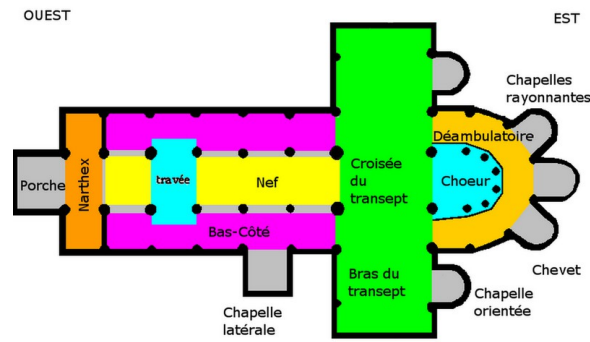 OUEST
EST
Chapelles
rayonnantes
Déambulatoire
Porche
Narthex
travée
Nef
Croisée
du
transept
Choeur
Bas-Côté
Bras du
transept
Chevet
Chapelle
latérale
Chapelle
orientée